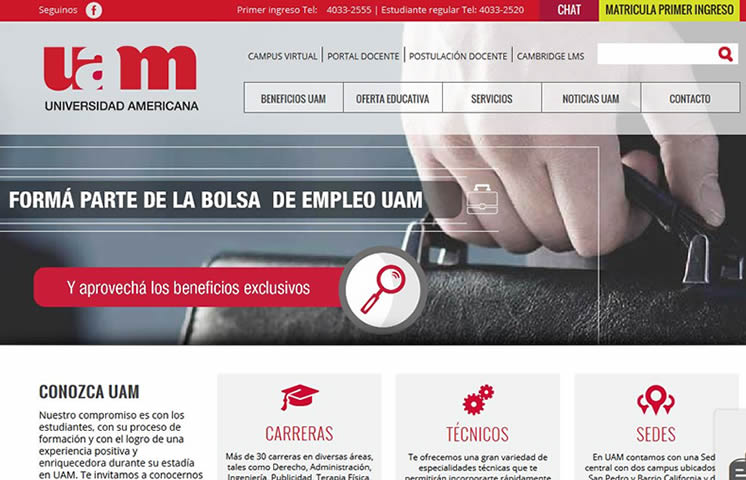 Seguinos
Primer ingreso Tel: 4033-2555 | Estudiante regular Tel: 4033-2520
CHAT
MATRICULA PRIMER INGRESO
uam
UNIVERSIDAD AMERICANA
CAMPUS VIRTUAL | PORTAL DOCENTE | POSTULACIÓN DOCENTE | CAMBRIDGE LMS
BENEFICIOS UAM
OFERTA EDUCATIVA
SERVICIOS
NOTICIAS UAM
CONTACTO
FORMÁ PARTE DE LA BOLSA DE EMPLEO UAM
Y aprovechá los beneficios exclusivos
CONOZCA UAM
Nuestro compromiso es con los
estudiantes, con su proceso de
formación y con el logro de una
experiencia positiva y
enriquecedora durante su estadía
en UAM. Te invitamos a conocernos
CARRERAS
Más de 30 carreras en diversas áreas,
tales como Derecho, Administración,
Ingeniería, Publicidad, Terapia Física,
TÉCNICOS
Te ofrecemos una gran variedad de
especialidades técnicas que te
permitirán incorporarte rápidamente
SEDES
En UAM contamos con una Sed
central con dos campus ubicados
San Pedro y Barrio California y d